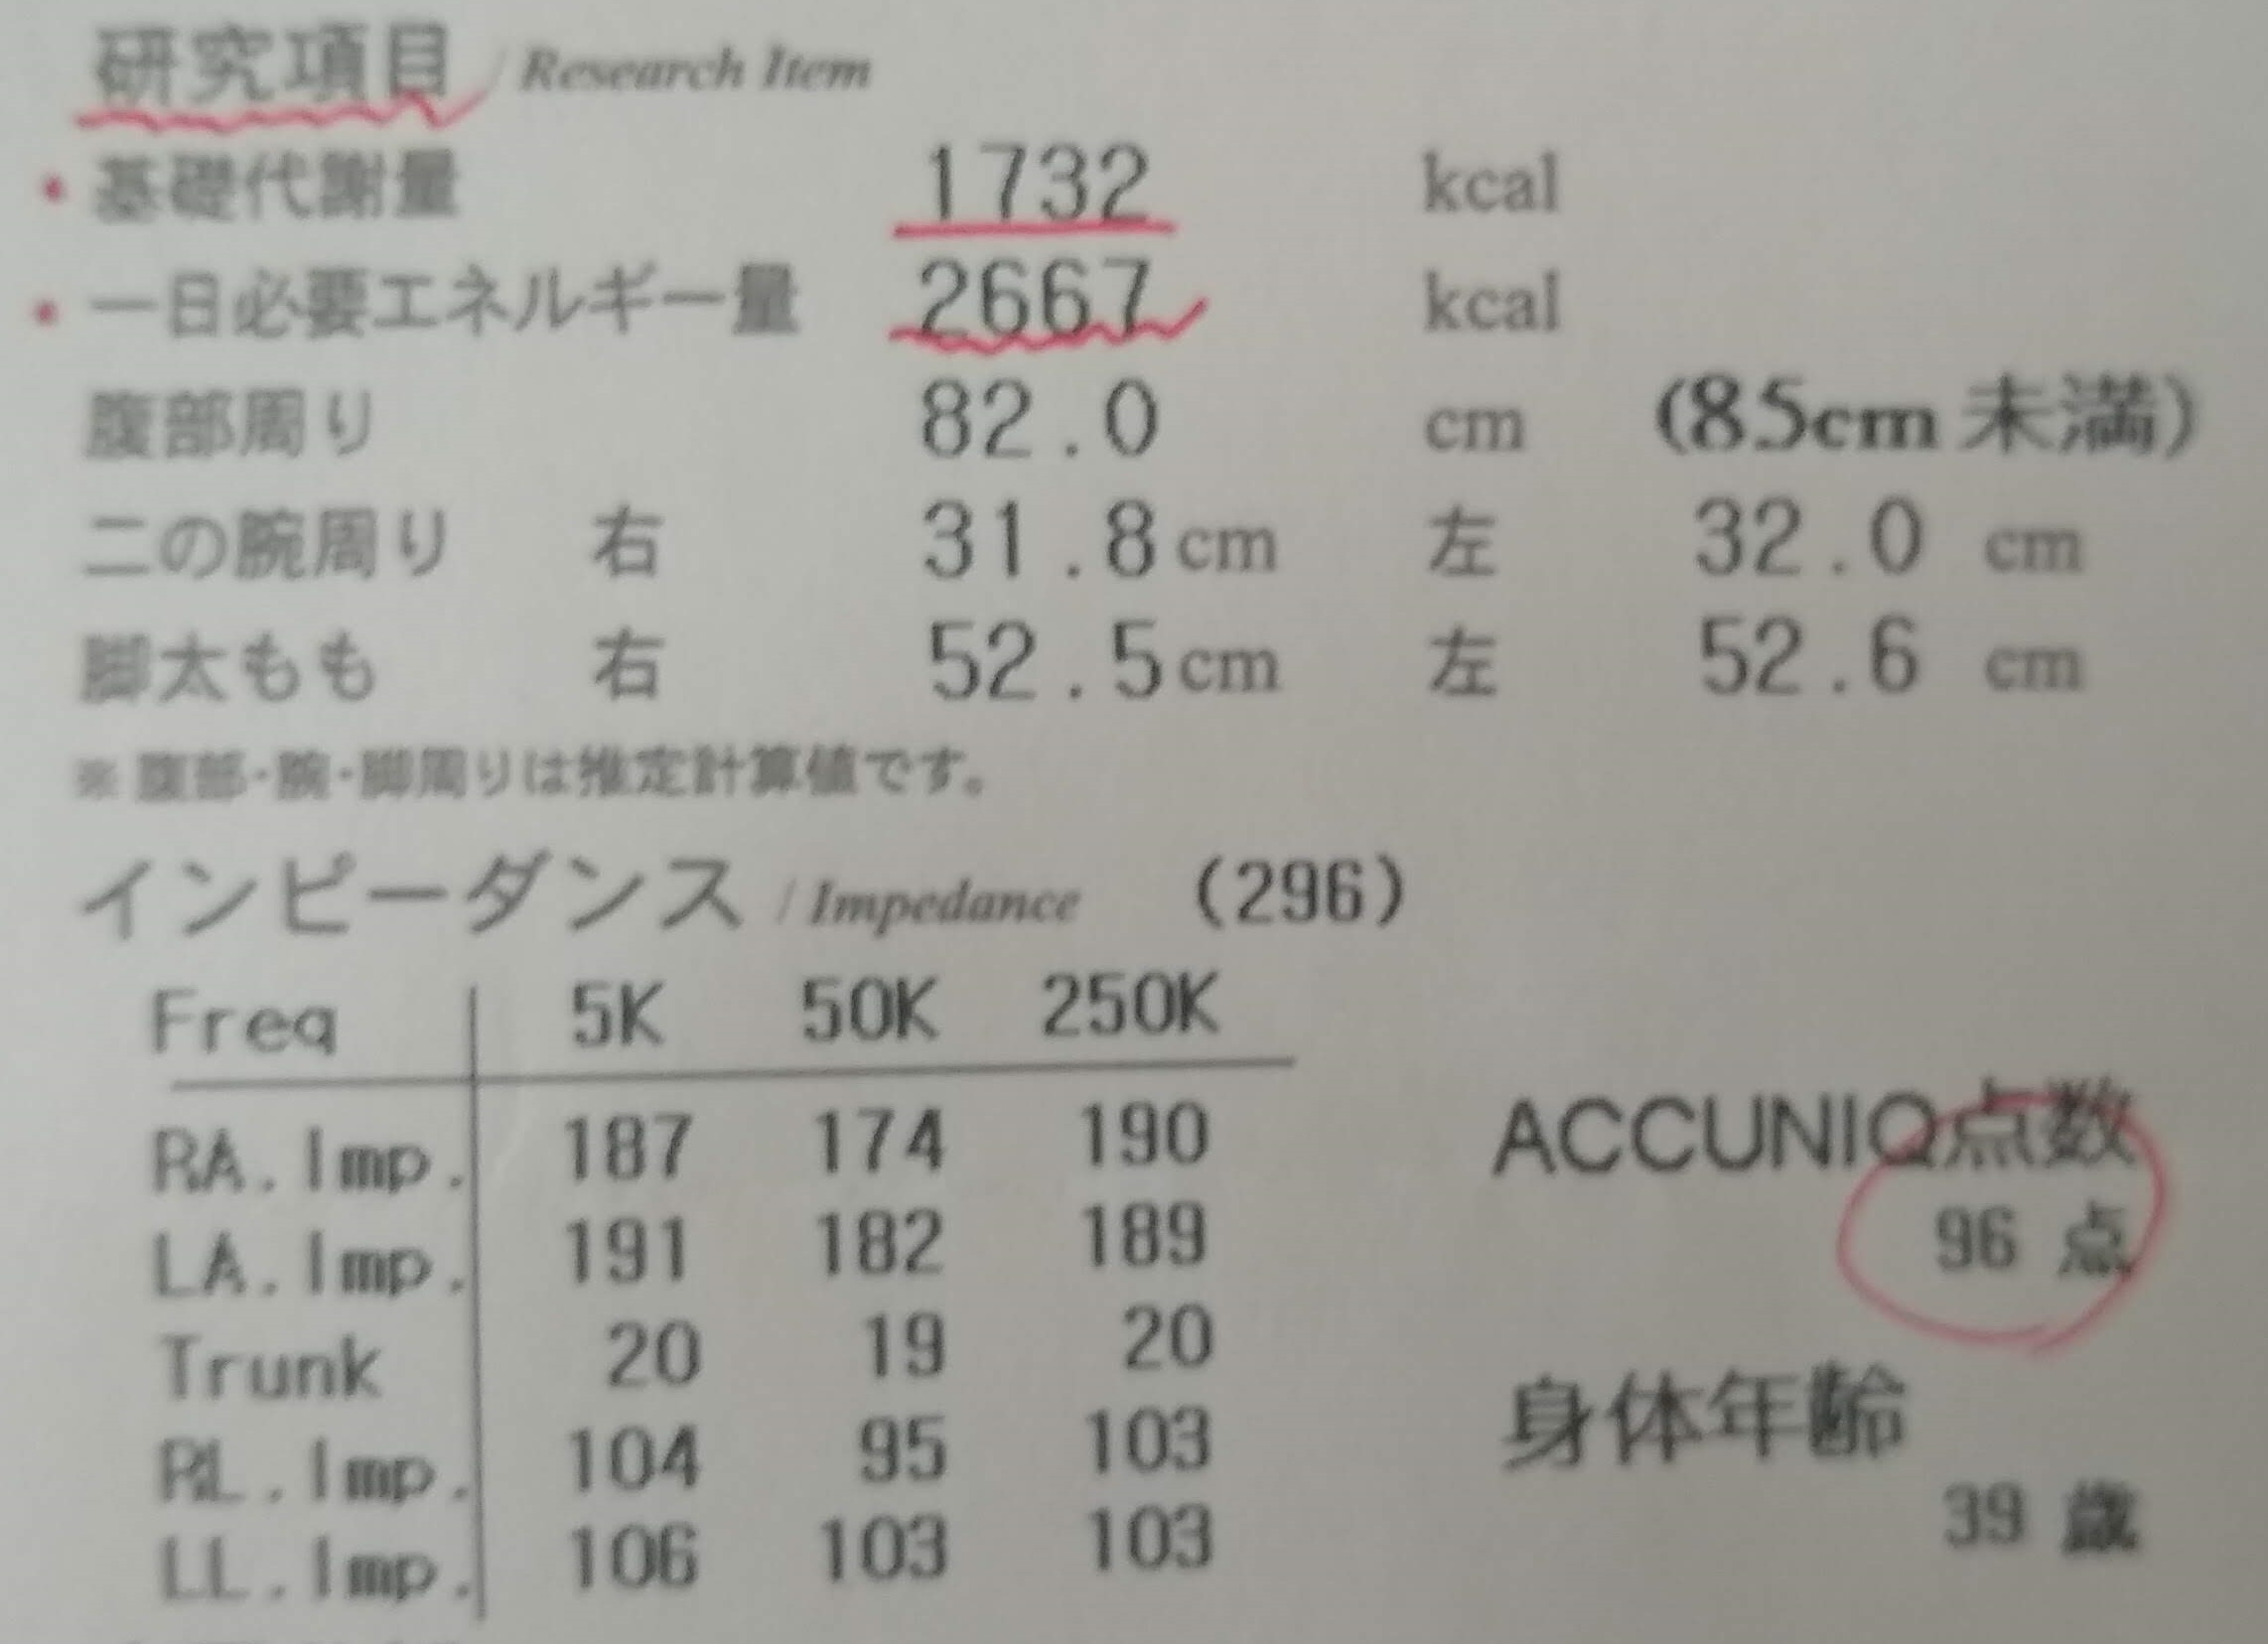 研究項目 / Research Item
・基礎代謝量 1732 kcal
・一日必要エネルギー量 2667 kcal
腹部周り 82.0 cm (85cm 未満)
二の腕周り 右 31.8 cm 左 32.0 cm
脚太もも 右 52.5 cm 左 52.6 cm
※ 腹部・腕・脚周りは推定計算値です。
インピーダンス / Impedance (296)
Freq 5K 50K 250K
RA.Imp. 187 174 190
LA.Imp. 191 182 189
Trunk 20 19 20
RL.Imp. 104 95 103
LL.Imp. 106 103 103
ACCUNIQ点数
96 点
身体年齢
39 歳